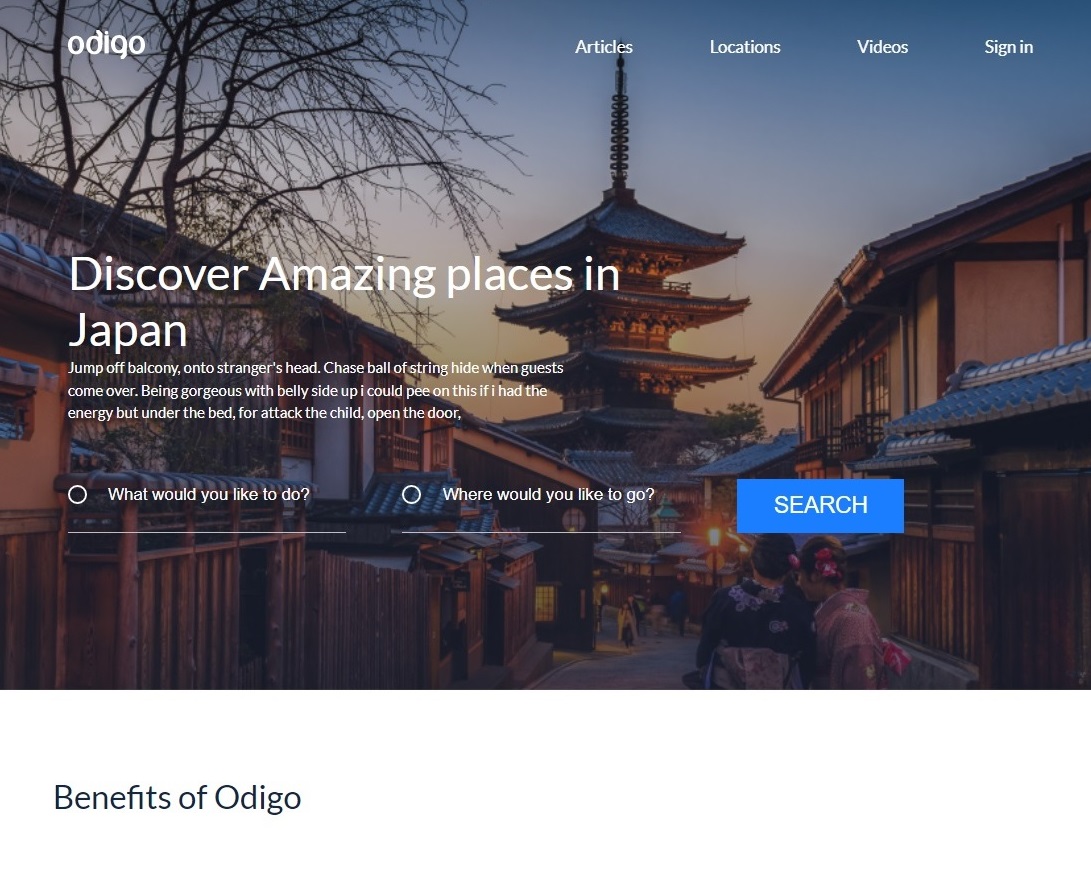 odigo
Articles Locations Videos Sign in
Discover Amazing places in
Japan
Jump off balcony, onto stranger's head. Chase ball of string hide when guests
come over. Being gorgeous with belly side up i could pee on this if i had the
energy but under the bed, for attack the child, open the door,
What would you like to do? Where would you like to go? SEARCH
Benefits of Odigo